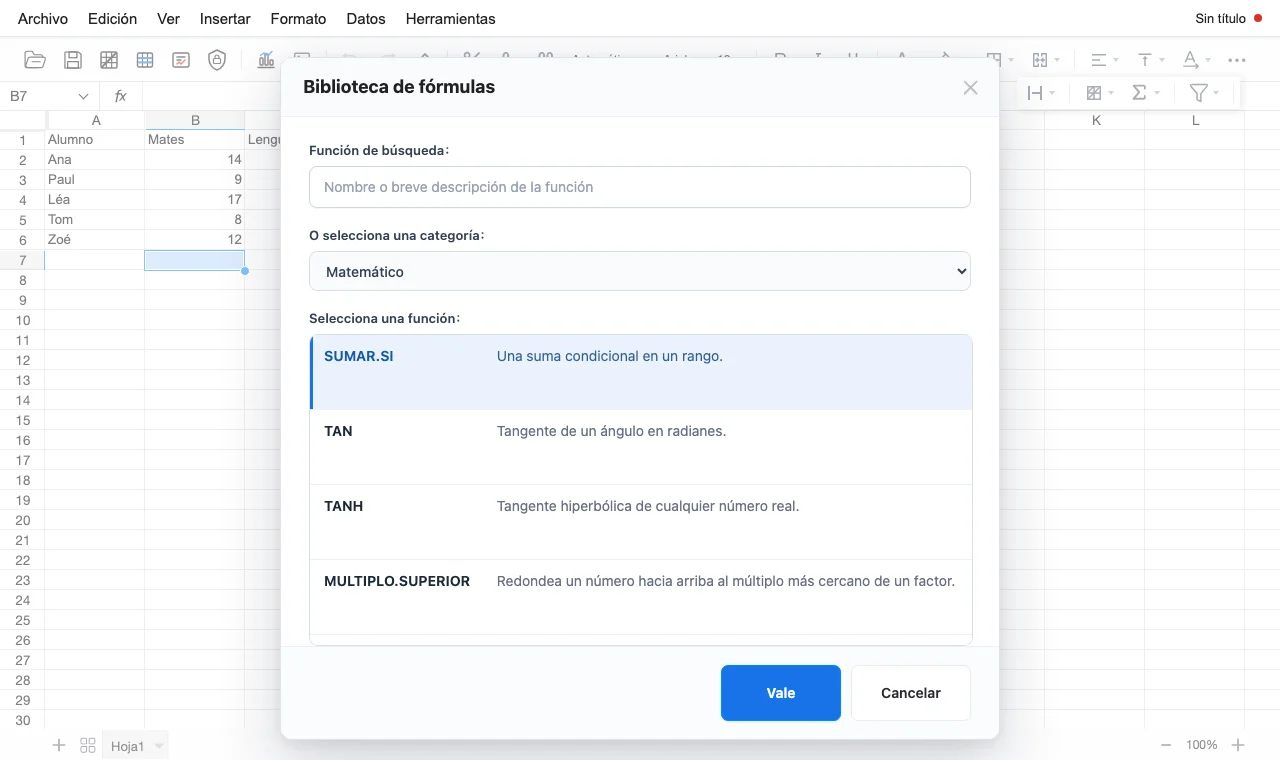 Archivo Edición Ver Insertar Formato Datos Herramientas Sin título
B7 fx
A B K L
1 Alumno Mates Lengu
2 Ana 14
3 Paul 9
4 Léa 17
5 Tom 8
6 Zoé 12
7
8
9
10
11
12
13
14
15
16
17
18
19
20
21
22
23
24
25
26
27
28
29
30
Biblioteca de fórmulas
Función de búsqueda:
Nombre o breve descripción de la función
O selecciona una categoría:
Matemático
Selecciona una función:
SUMAR.SI Una suma condicional en un rango.
TAN Tangente de un ángulo en radianes.
TANH Tangente hiperbólica de cualquier número real.
MULTIPLO.SUPERIOR Redondea un número hacia arriba al múltiplo más cercano de un factor.
Vale Cancelar
Hoja1 100%